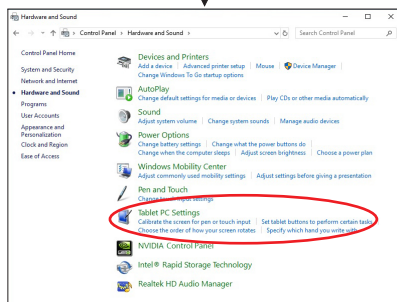 Hardware and Sound
Control Panel > Hardware and Sound >
Search Control Panel
Control Panel Home
System and Security
Network and Internet
Hardware and Sound
Programs
User Accounts
Appearance and
Personalization
Clock and Region
Ease of Access
Devices and Printers
Add a device | Advanced printer setup | Mouse | Device Manager |
Change Windows To Go startup options
AutoPlay
Change default settings for media or devices | Play CDs or other media automatically
Sound
Adjust system volume | Change system sounds | Manage audio devices
Power Options
Change battery settings | Change what the power buttons do |
Change when the computer sleeps | Adjust screen brightness | Choose a power plan
Windows Mobility Center
Adjust commonly used mobility settings | Adjust settings before giving a presentation
Pen and Touch
Change touch input settings
Tablet PC Settings
Calibrate the screen for pen or touch input | Set tablet buttons to perform certain tasks
Choose the order of how your screen rotates | Specify which hand you write with
NVIDIA Control Panel
Intel® Rapid Storage Technology
Realtek HD Audio Manager